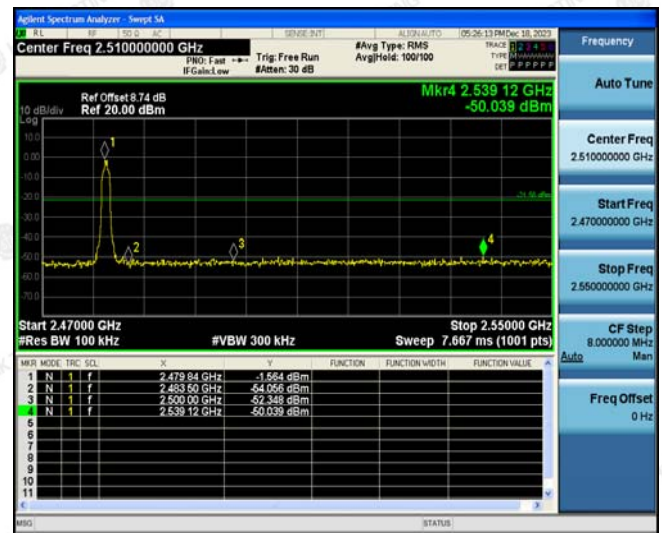 Agilent Spectrum Analyzer - Swept SA
RL RF 50 Ω AC SENSE:INT ALIGN AUTO 05:26:13 PM Dec 18, 2023
Center Freq 2.510000000 GHz
PNO: Fast
IFGain:Low
Trig: Free Run
#Atten: 30 dB
#Avg Type: RMS
Avg|Hold: 100/100
TRACE 1 2 3 4 5 6
TYPE M
DET P P P P P P
Frequency
Auto Tune
Center Freq
2.510000000 GHz
Start Freq
2.470000000 GHz
Stop Freq
2.550000000 GHz
CF Step
8.000000 MHz
Auto Man
Freq Offset
0 Hz
Mkr4 2.539 12 GHz
-50.039 dBm
Ref Offset 8.74 dB
Ref 20.00 dBm
10 dB/div
Log
10.0
0.00
-10.0
-20.0
-30.0
-40.0
-50.0
-60.0
-70.0
1
2
3
4
Start 2.47000 GHz Stop 2.55000 GHz
#Res BW 100 kHz #VBW 300 kHz Sweep 7.667 ms (1001 pts)
MKR MODE TRC SCL X Y FUNCTION FUNCTION WIDTH FUNCTION VALUE
1 N 1 f 2.479 84 GHz -1.564 dBm
2 N 1 f 2.483 50 GHz -54.056 dBm
3 N 1 f 2.500 00 GHz -52.348 dBm
4 N 1 f 2.539 12 GHz -50.039 dBm
5
6
7
8
9
10
11
MSG STATUS